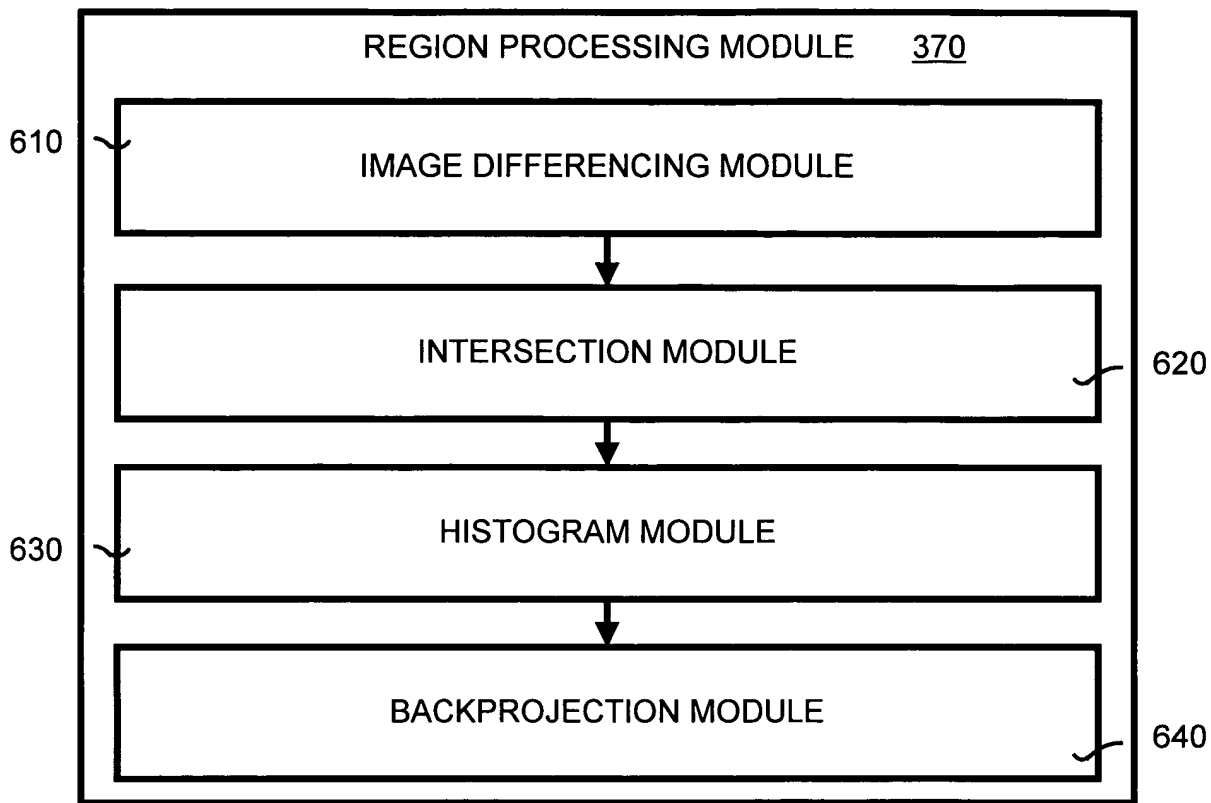 REGION PROCESSING MODULE 370
610
IMAGE DIFFERENCING MODULE
INTERSECTION MODULE
620
HISTOGRAM MODULE
630
BACKPROJECTION MODULE
640